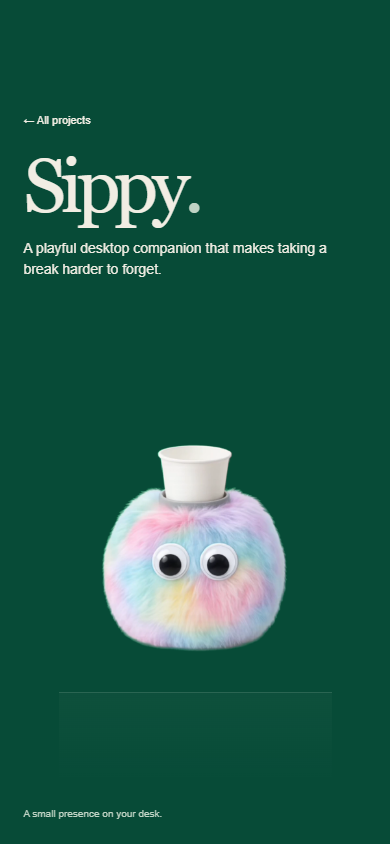 ← All projects
Sippy.
A playful desktop companion that makes taking a
break harder to forget.
A small presence on your desk.